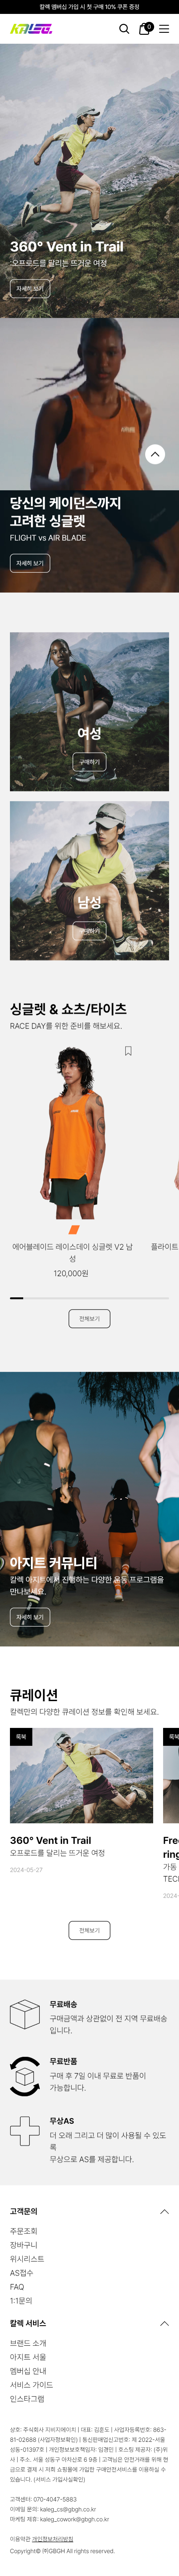 칼렉 멤버십 가입 시 첫 구매 10% 쿠폰 증정
KALEG.
0
360° Vent in Trail
오프로드를 달리는 뜨거운 여정
자세히 보기
당신의 케이던스까지
고려한 싱글렛
FLIGHT vs AIR BLADE
자세히 보기
여성
구매하기
남성
구매하기
싱글렛 & 쇼츠/타이츠
RACE DAY를 위한 준비를 해보세요.
에어블레이드 레이스데이 싱글렛 V2 남
성
120,000원
플라이트
전체보기
아지트 커뮤니티
칼렉 아지트에서 진행하는 다양한 운동 프로그램을
만나보세요.
자세히 보기
큐레이션
칼렉만의 다양한 큐레이션 정보를 확인해 보세요.
룩북
360° Vent in Trail
오프로드를 달리는 뜨거운 여정
2024-05-27
룩북
Free
ring
가동
TECH
2024-
전체보기
무료배송
구매금액과 상관없이 전 지역 무료배송
입니다.
무료반품
구매 후 7일 이내 무료로 반품이
가능합니다.
무상AS
더 오래 그리고 더 많이 사용될 수 있도
록
무상으로 AS를 제공합니다.
고객문의
주문조회
장바구니
위시리스트
AS접수
FAQ
1:1문의
칼렉 서비스
브랜드 소개
아지트 서울
멤버십 안내
서비스 가이드
인스타그램
상호: 주식회사 지비지에이치 | 대표: 김훈도 | 사업자등록번호: 883-
81-02688 (사업자정보확인) | 통신판매업신고번호: 제 2022-서울
성동-01397호 | 개인정보보호책임자: 임경민 | 호스팅 제공자: (주)위
사 | 주소. 서울 성동구 아차산로 6 9층 | 고객님은 안전거래를 위해 현
금으로 결제 시 저희 쇼핑몰에 가입한 구매안전서비스를 이용하실 수
있습니다. (서비스 가입사실확인)
고객센터: 070-4047-5883
이메일 문의: kaleg_cs@gbgh.co.kr
마케팅 제휴: kaleg_cowork@gbgh.co.kr
이용약관 개인정보처리방침
Copyright© ㈜GBGH All rights reserved.